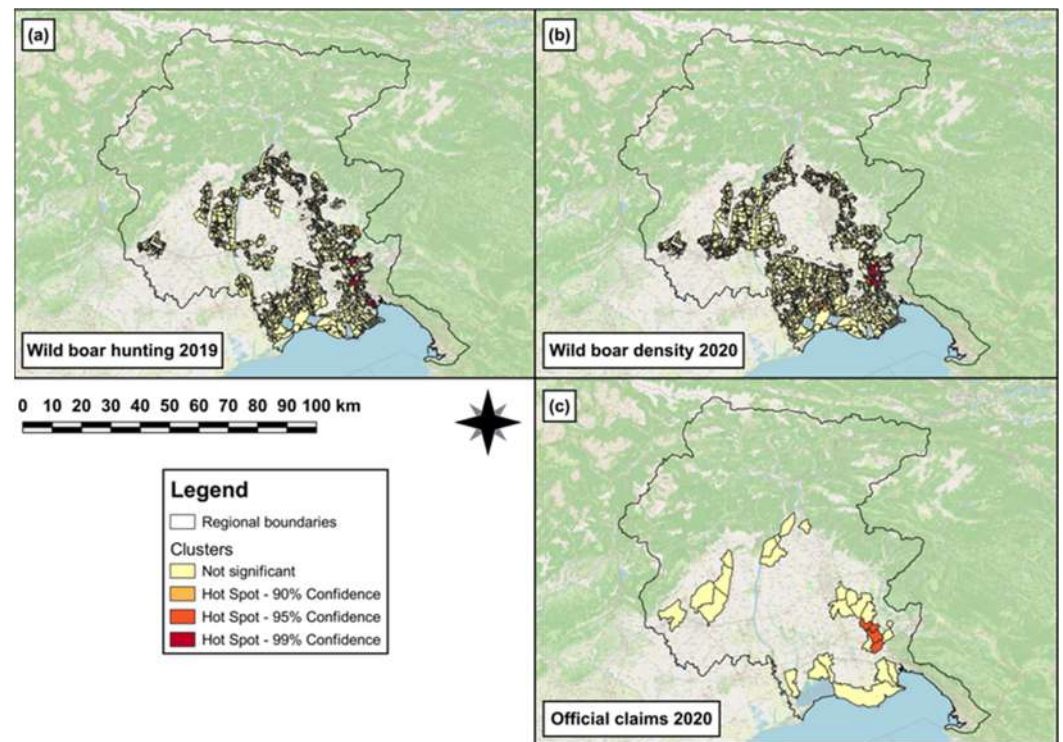 (a)
Wild boar hunting 2019
(b)
Wild boar density 2020
0 10 20 30 40 50 60 70 80 90 100 km
Legend
Regional boundaries
Clusters
Not significant
Hot Spot - 90% Confidence
Hot Spot - 95% Confidence
Hot Spot - 99% Confidence
(c)
Official claims 2020